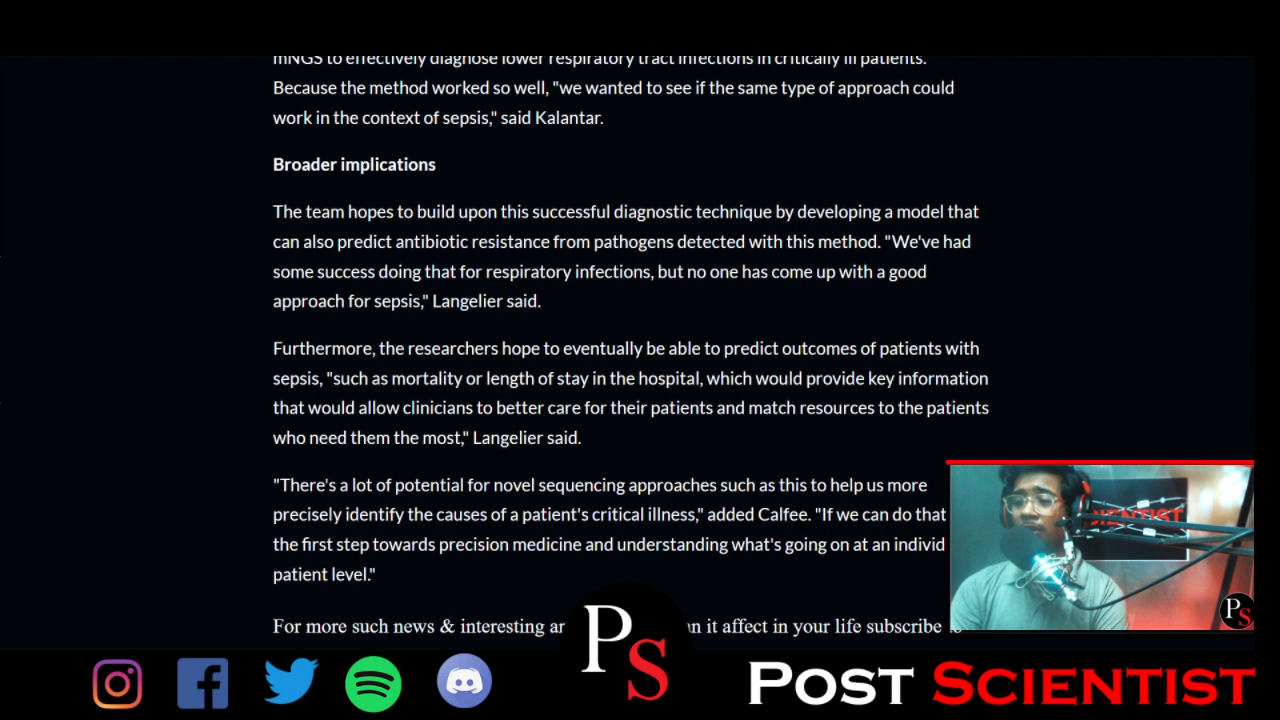 mNGS to effectively diagnose lower respiratory tract infections in critically ill patients.
Because the method worked so well, "we wanted to see if the same type of approach could
work in the context of sepsis," said Kalantar.
Broader implications
The team hopes to build upon this successful diagnostic technique by developing a model that
can also predict antibiotic resistance from pathogens detected with this method. "We've had
some success doing that for respiratory infections, but no one has come up with a good
approach for sepsis," Langelier said.
Furthermore, the researchers hope to eventually be able to predict outcomes of patients with
sepsis, "such as mortality or length of stay in the hospital, which would provide key information
that would allow clinicians to better care for their patients and match resources to the patients
who need them the most," Langelier said.
"There's a lot of potential for novel sequencing approaches such as this to help us more
precisely identify the causes of a patient's critical illness," added Calfee. "If we can do that
the first step towards precision medicine and understanding what's going on at an individ
patient level."
For more such news & interesting ar
n it affect in your life subscribe
PS
PS
POST SCIENTIST